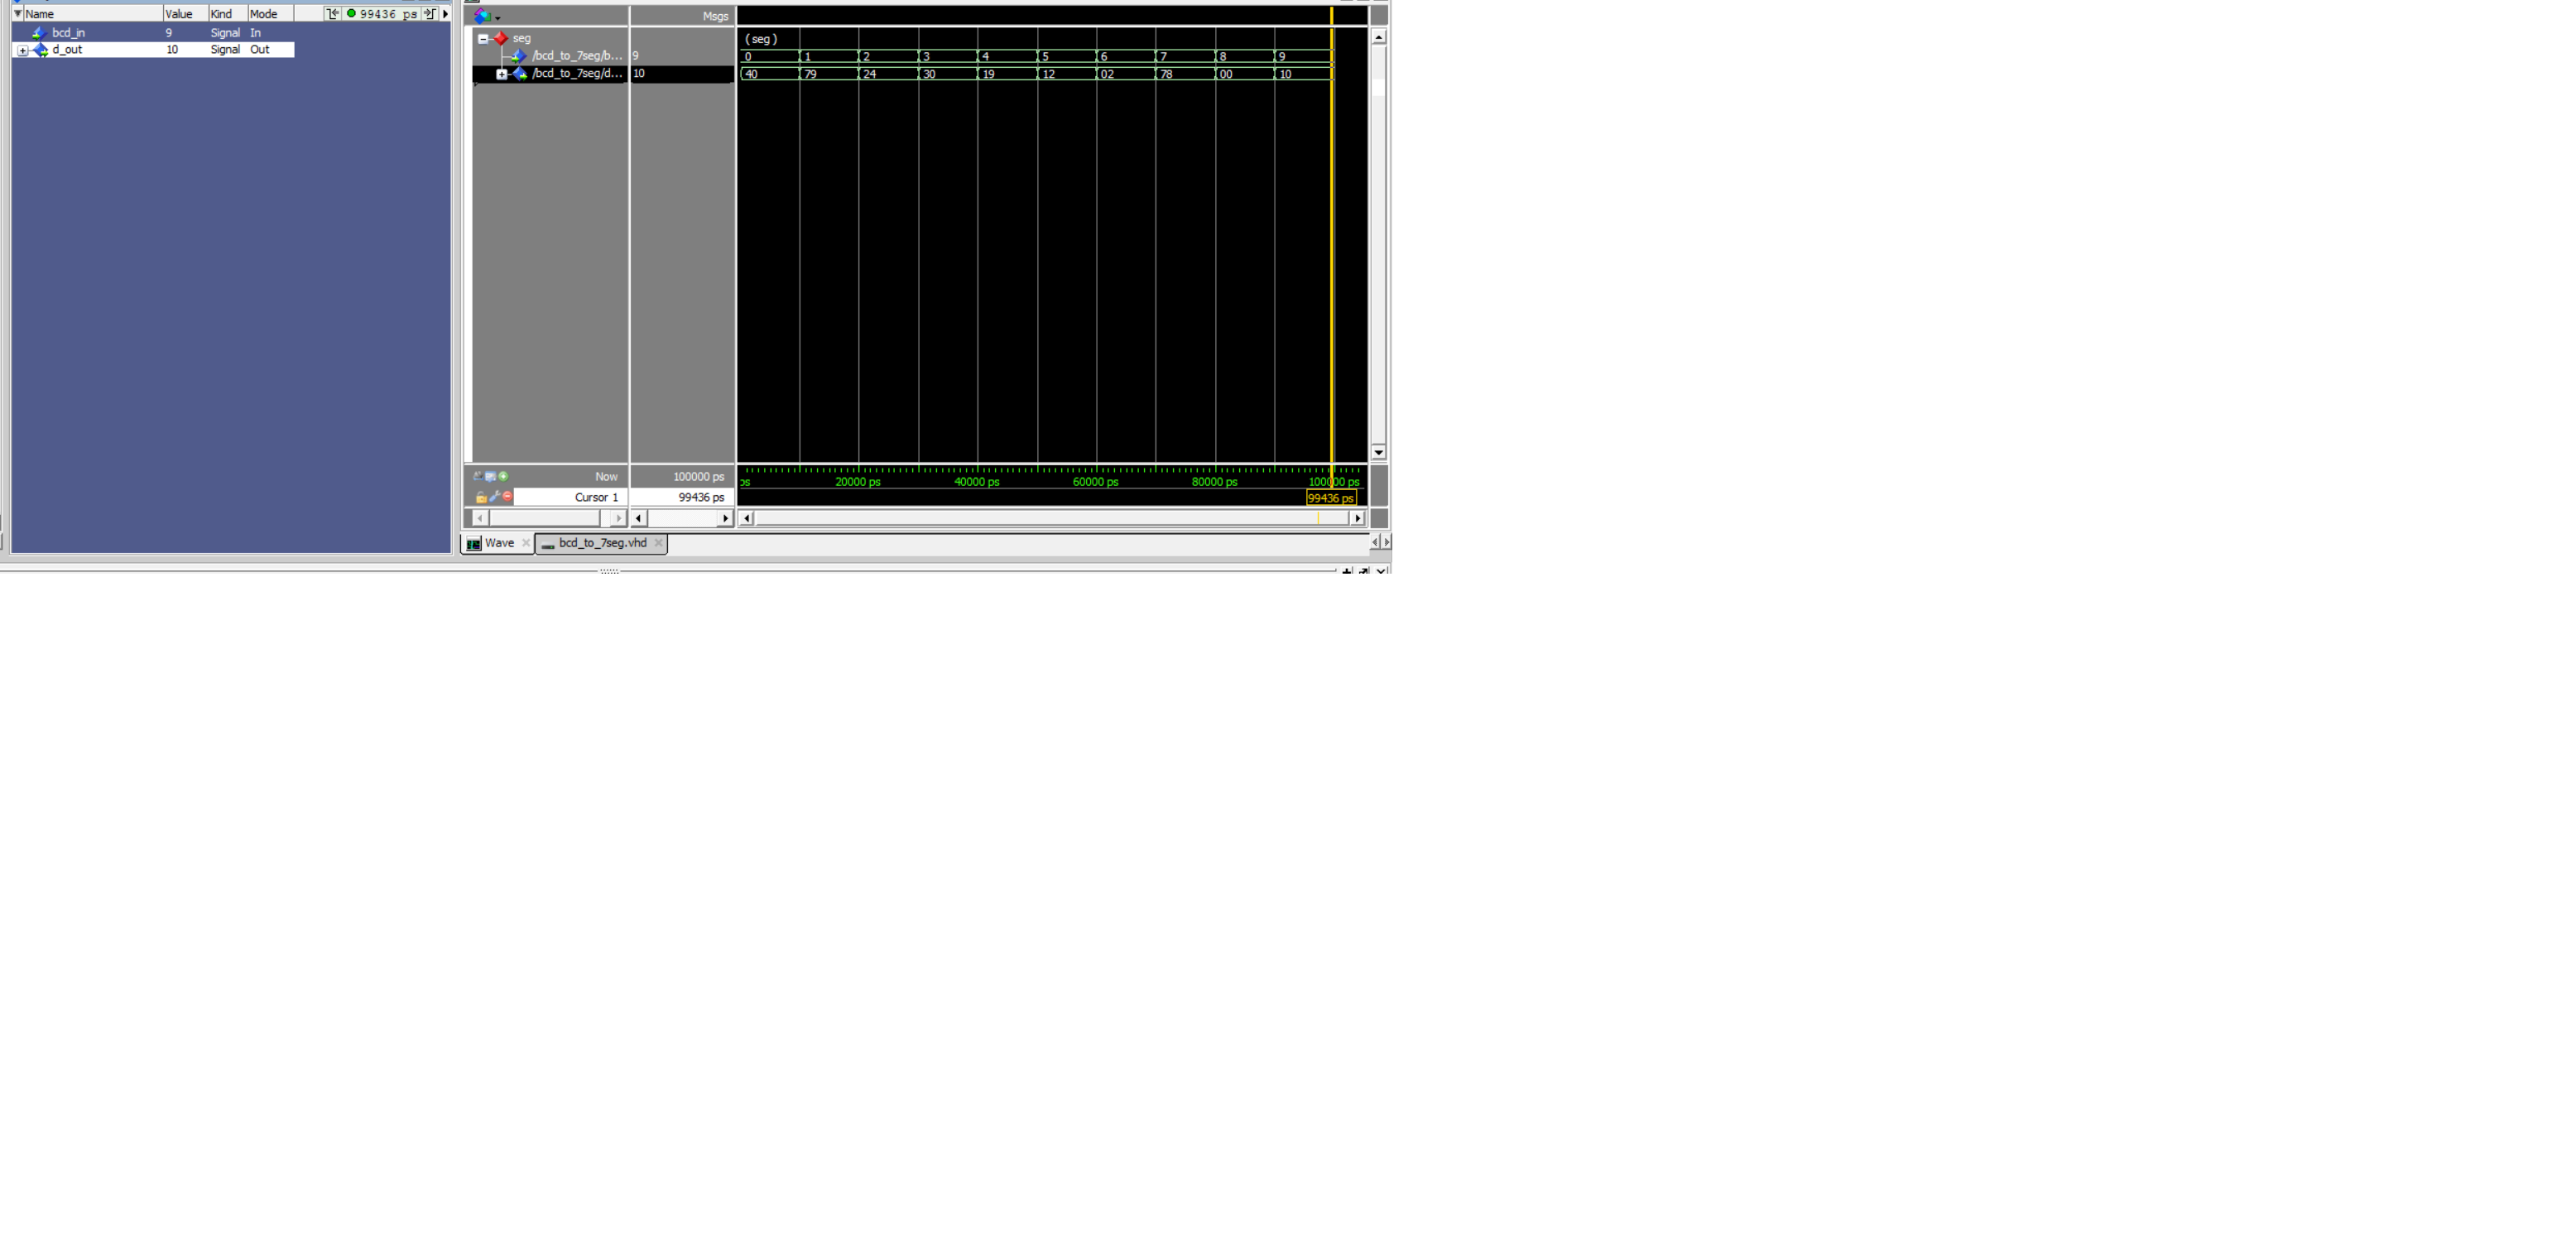 Name Value Kind Mode 99436 ps
bcd_in 9 Signal In
d_out 10 Signal Out
Msgs
seg (seg)
/bcd_to_7seg/b... 9 0 1 2 3 4 5 6 7 8 9
/bcd_to_7seg/d... 10 40 79 24 30 19 12 02 78 00 10
Now 100000 ps ps 20000 ps 40000 ps 60000 ps 80000 ps 100000 ps
Cursor 1 99436 ps 99436 ps
Wave bcd_to_7seg.vhd